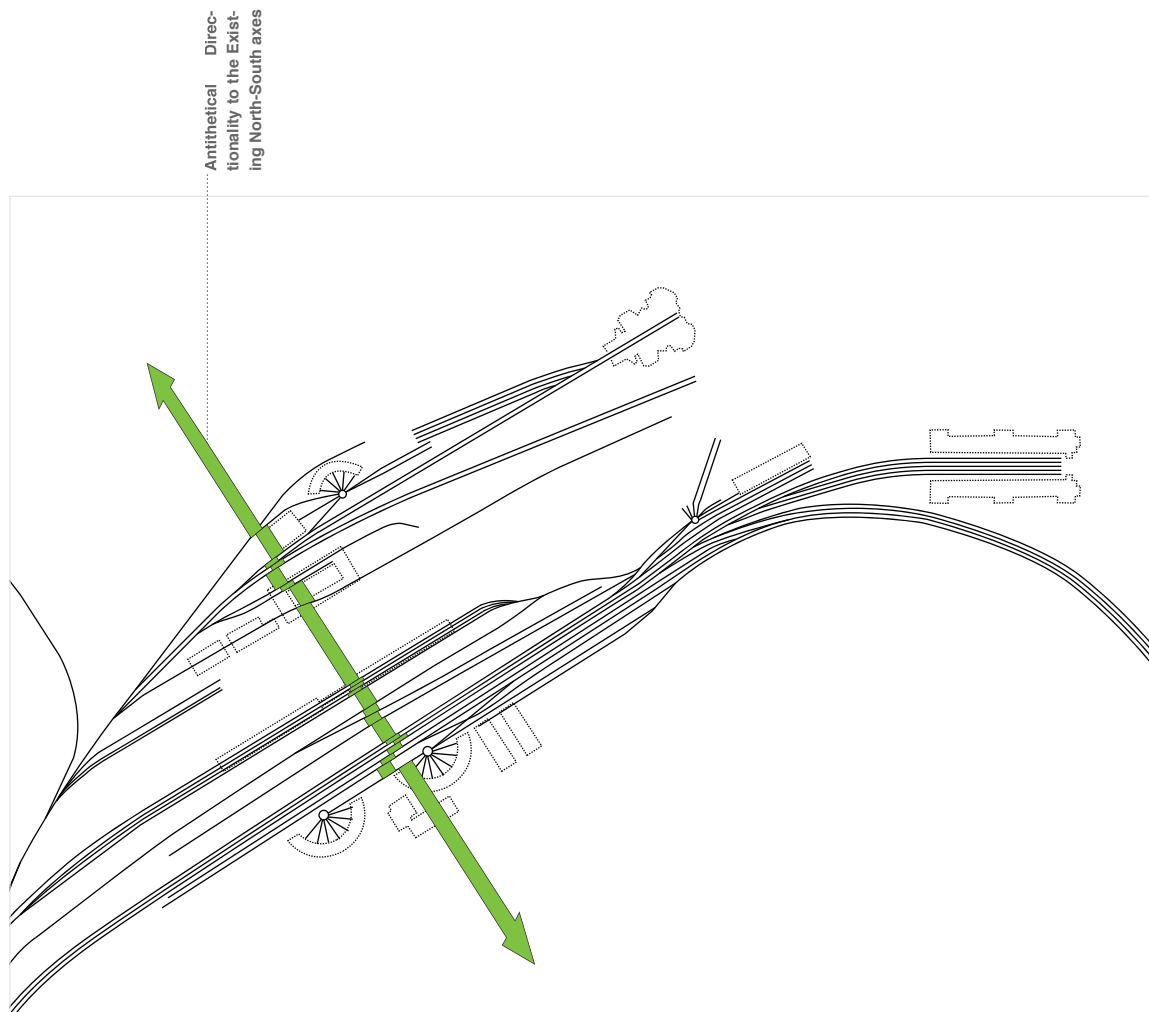 Antithetical Direc-
tionality to the Exist-
ing North-South axes